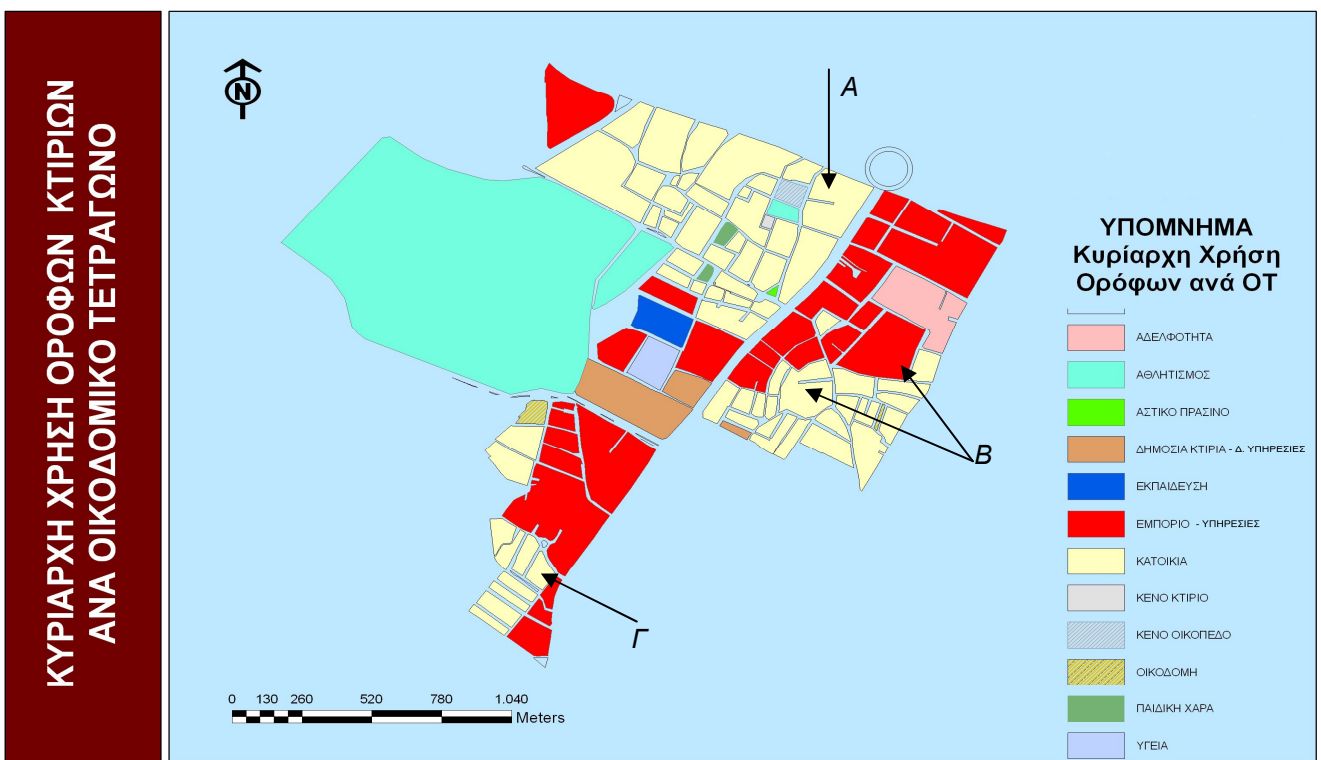 ΚΥΡΙΑΡΧΗ ΧΡΗΣΗ ΟΡΟΦΩΝ ΚΤΙΡΙΩΝ
ΑΝΑ ΟΙΚΟΔΟΜΙΚΟ ΤΕΤΡΑΓΩΝΟ
N
Α
Β
Γ
0 130 260 520 780 1.040
Meters
ΥΠΟΜΝΗΜΑ
Κυρίαρχη Χρήση
Ορόφων ανά ΟΤ
ΑΔΕΛΦΟΤΗΤΑ
ΑΘΛΗΤΙΣΜΟΣ
ΑΣΤΙΚΟ ΠΡΑΣΙΝΟ
ΔΗΜΟΣΙΑ ΚΤΙΡΙΑ - Δ. ΥΠΗΡΕΣΙΕΣ
ΕΚΠΑΙΔΕΥΣΗ
ΕΜΠΟΡΙΟ - ΥΠΗΡΕΣΙΕΣ
ΚΑΤΟΙΚΙΑ
ΚΕΝΟ ΚΤΙΡΙΟ
ΚΕΝΟ ΟΙΚΟΠΕΔΟ
ΟΙΚΟΔΟΜΗ
ΠΑΙΔΙΚΗ ΧΑΡΑ
ΥΓΕΙΑ